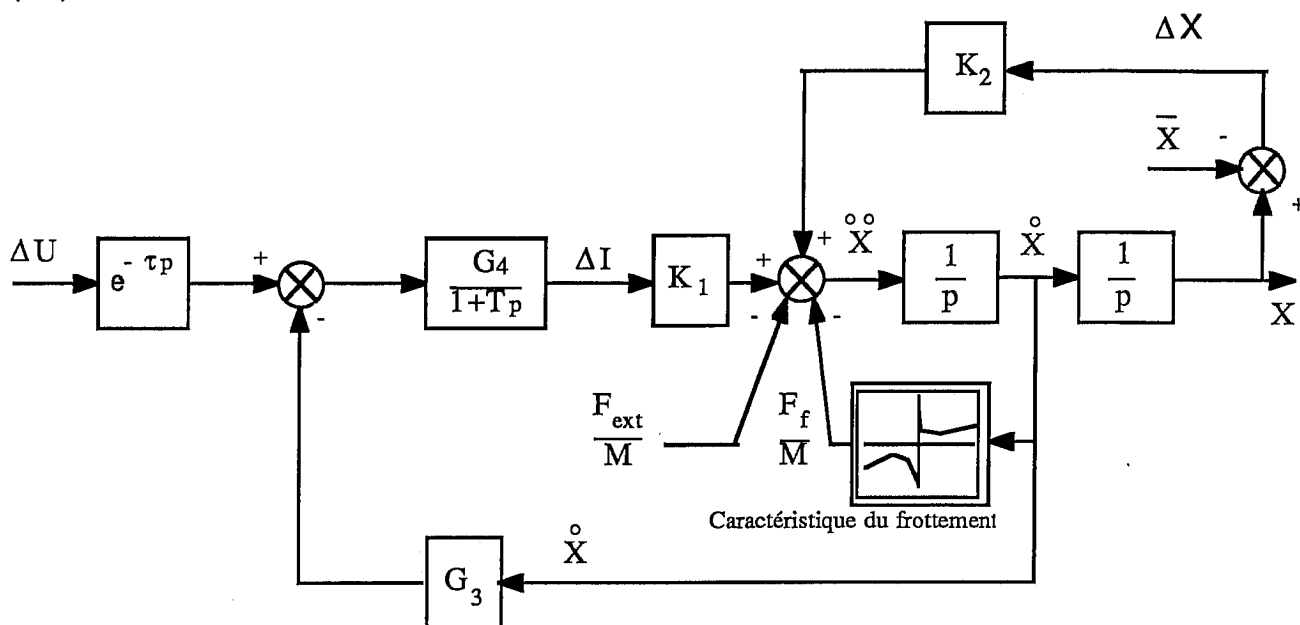 ΔX
K₂
X̄
-
+
ΔU
e^{- τp}
+
-
G₄
1+Tp
ΔI
K₁
+
+
-
-
X̊̊
1
p
X̊
1
p
X
F_ext
M
F_f
M
Caractéristique du frottement
X̊
G₃